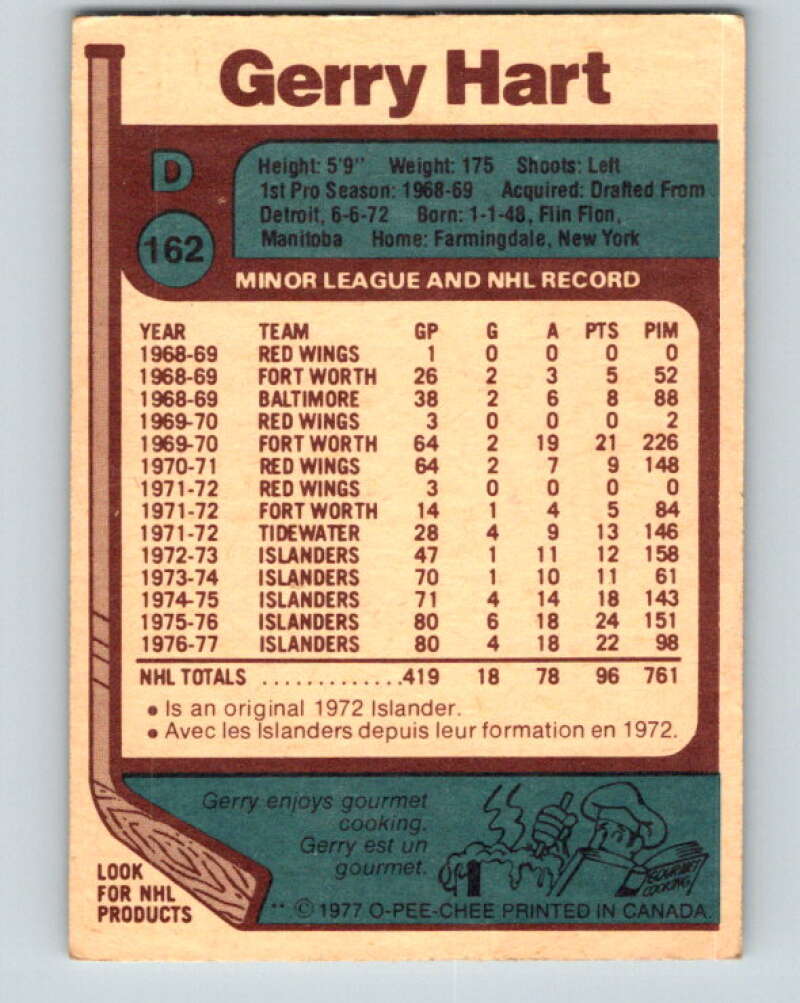 Gerry Hart
D
162
Height: 5'9" Weight: 175 Shoots: Left
1st Pro Season: 1968-69 Acquired: Drafted From
Detroit, 6-6-72 Born: 1-1-48, Flin Flon,
Manitoba Home: Farmingdale, New York
MINOR LEAGUE AND NHL RECORD
YEAR TEAM GP G A PTS PIM
1968-69 RED WINGS 1 0 0 0 0
1968-69 FORT WORTH 26 2 3 5 52
1968-69 BALTIMORE 38 2 6 8 88
1969-70 RED WINGS 3 0 0 0 2
1969-70 FORT WORTH 64 2 19 21 226
1970-71 RED WINGS 64 2 7 9 148
1971-72 RED WINGS 3 0 0 0 0
1971-72 FORT WORTH 14 1 4 5 84
1971-72 TIDEWATER 28 4 9 13 146
1972-73 ISLANDERS 47 1 11 12 158
1973-74 ISLANDERS 70 1 10 11 61
1974-75 ISLANDERS 71 4 14 18 143
1975-76 ISLANDERS 80 6 18 24 151
1976-77 ISLANDERS 80 4 18 22 98
NHL TOTALS .............419 18 78 96 761
• Is an original 1972 Islander.
• Avec les Islanders depuis leur formation en 1972.
Gerry enjoys gourmet
cooking.
Gerry est un
gourmet.
GOURMET
COOKING
LOOK
FOR NHL
PRODUCTS
** © 1977 O-PEE-CHEE PRINTED IN CANADA.